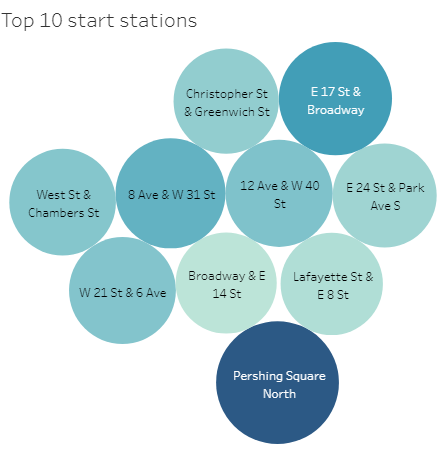 Top 10 start stations
Christopher St
& Greenwich St
E 17 St &
Broadway
West St &
Chambers St
8 Ave & W 31 St
12 Ave & W 40
St
E 24 St & Park
Ave S
W 21 St & 6 Ave
Broadway & E
14 St
Lafayette St &
E 8 St
Pershing Square
North